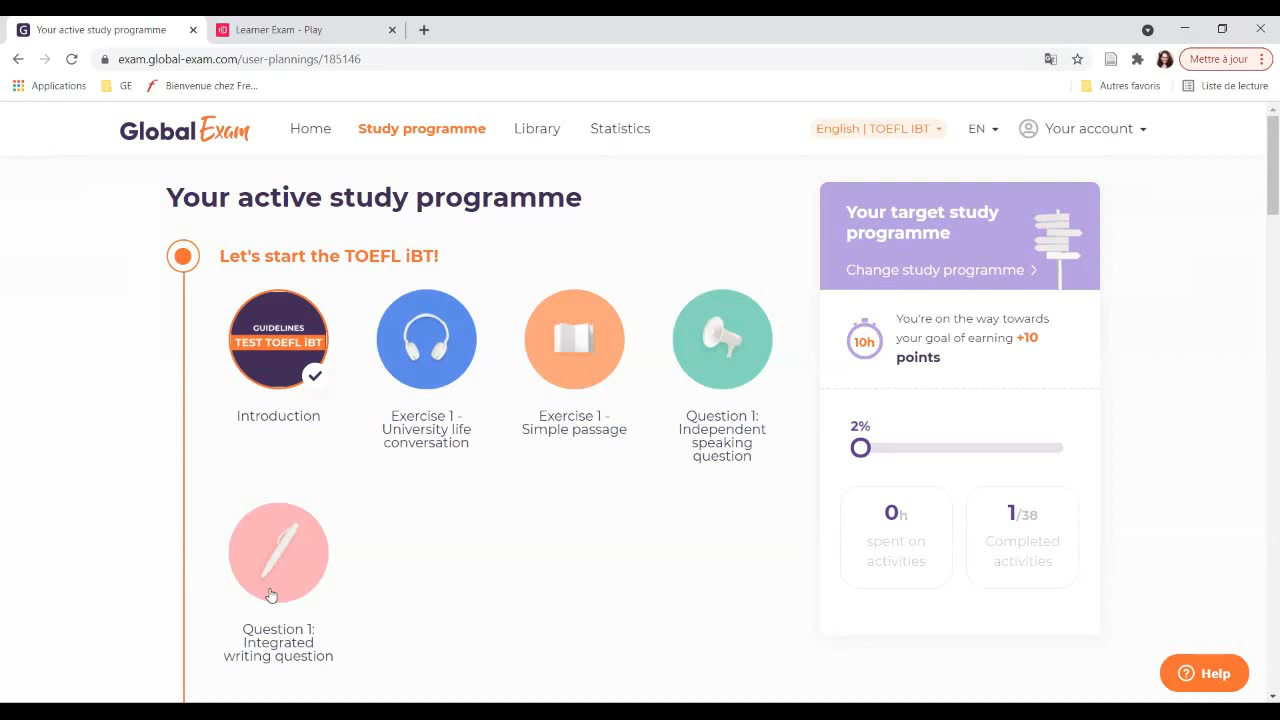 Your active study programme
Learner Exam - Play
exam.global-exam.com/user-plannings/185146
Mettre à jour
Applications
GE
Bienvenue chez Fre...
Autres favoris
Liste de lecture
Global Exam
Home
Study programme
Library
Statistics
English | TOEFL IBT
EN
Your account
Your active study programme
Let's start the TOEFL iBT!
GUIDELINES
TEST TOEFL iBT
Introduction
Exercise 1 -
University life
conversation
Exercise 1 -
Simple passage
Question 1:
Independent
speaking
question
Question 1:
Integrated
writing question
Your target study
programme
Change study programme
10h
You're on the way towards
your goal of earning +10
points
2%
0h
spent on
activities
1/38
Completed
activities
Help